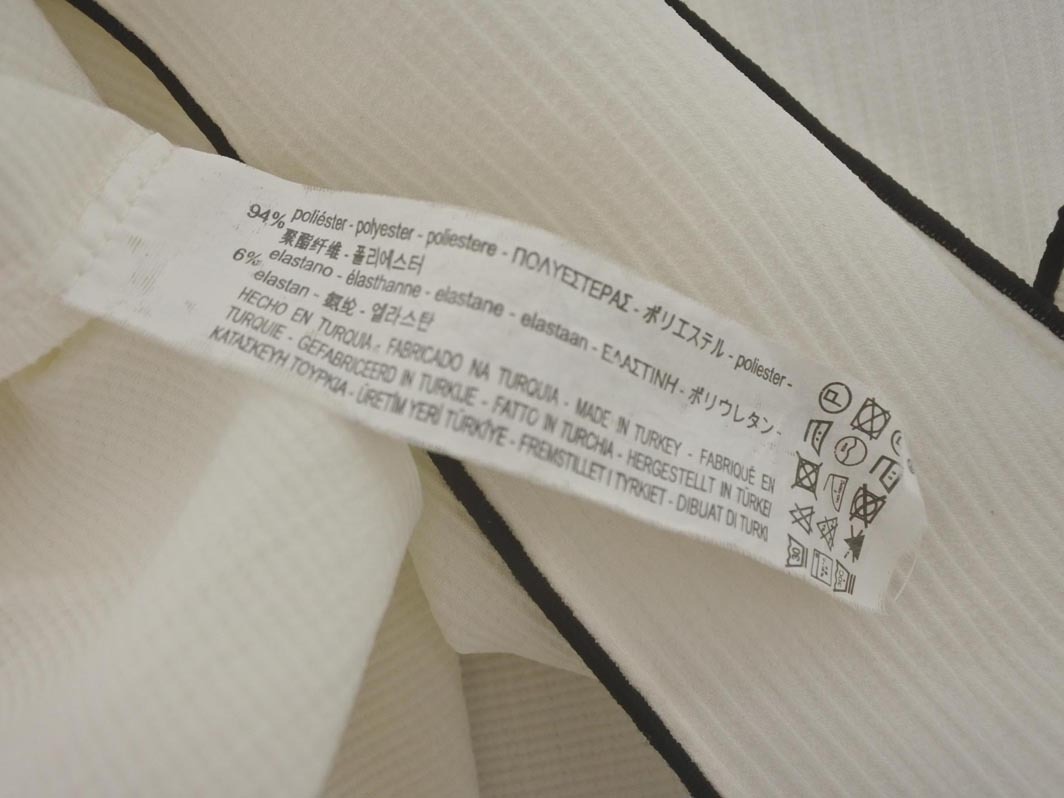 94% poliéster - polyester - poliestere - ΠΟΛΥΕΣΤΕΡΑΣ - ポリエステル - poliester -
聚酯纤维 - 폴리에스터
6% elastano - élasthanne - elastane - elastaan - ΕΛΑΣΤΙΝΗ - ポリウレタン -
elastan - 氨纶 - 엘라스탄
HECHO EN TURQUIA - FABRICADO NA TURQUIA - MADE IN TURKEY - FABRIQUÉ EN
TURQUIE - GEFABRICEERD IN TURKIJE - FATTO IN TURCHIA - HERGESTELLT IN TÜRKEI
ΚΑΤΑΣΚΕΥΗ ΤΟΥΡΚΙΑ - ÜRETİM YERİ TÜRKİYE - FREMSTILLET I TYRKIET - DIBUAT DI TURKI